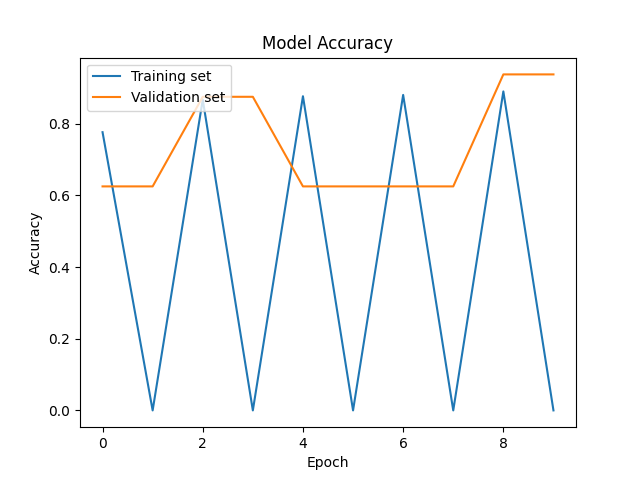 Model Accuracy
Training set
Validation set
Accuracy
0.8
0.6
0.4
0.2
0.0
0 2 4 6 8
Epoch